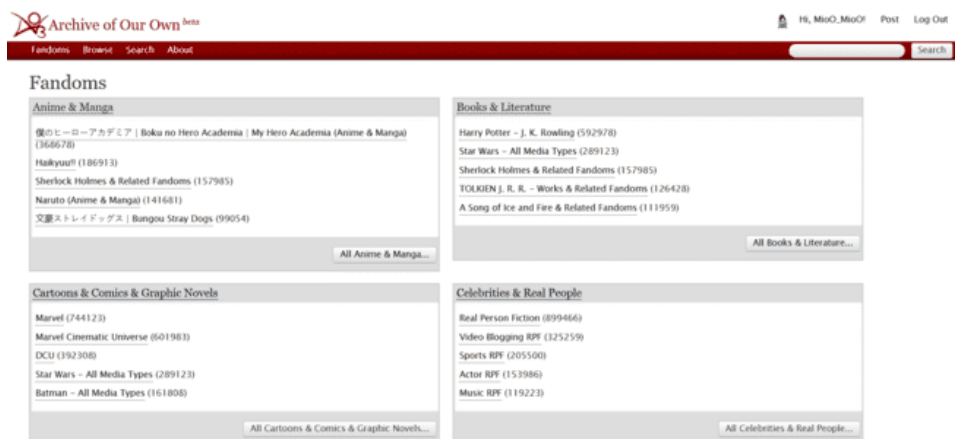 Archive of Our Own beta
Hi, MioO_MioO! Post Log Out
Fandoms Browse Search About
Search
Fandoms
Anime & Manga
僕のヒーローアカデミア | Boku no Hero Academia | My Hero Academia (Anime & Manga)
(368678)
Haikyuu!! (186913)
Sherlock Holmes & Related Fandoms (157985)
Naruto (Anime & Manga) (141681)
文豪ストレイドッグス | Bungou Stray Dogs (99054)
All Anime & Manga...
Books & Literature
Harry Potter - J. K. Rowling (592978)
Star Wars - All Media Types (289123)
Sherlock Holmes & Related Fandoms (157985)
TOLKIEN J. R. R. - Works & Related Fandoms (126428)
A Song of Ice and Fire & Related Fandoms (111959)
All Books & Literature...
Cartoons & Comics & Graphic Novels
Marvel (744123)
Marvel Cinematic Universe (601983)
DCU (392308)
Star Wars - All Media Types (289123)
Batman - All Media Types (161808)
All Cartoons & Comics & Graphic Novels...
Celebrities & Real People
Real Person Fiction (899466)
Video Blogging RPF (325259)
Sports RPF (205500)
Actor RPF (153986)
Music RPF (119223)
All Celebrities & Real People...